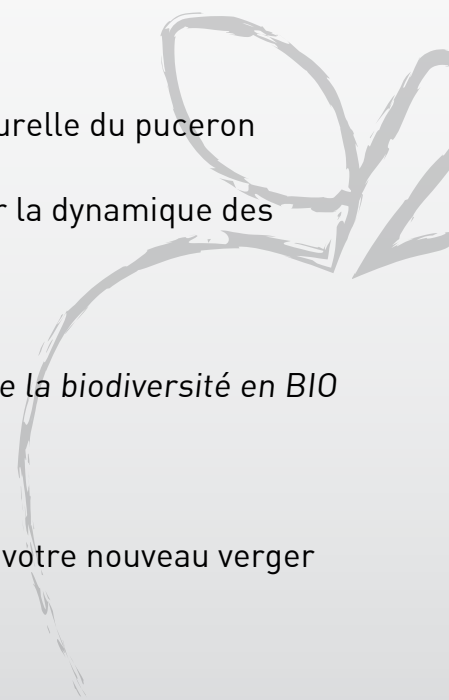 urelle du puceron
r la dynamique des
e la biodiversité en BIO
votre nouveau verger